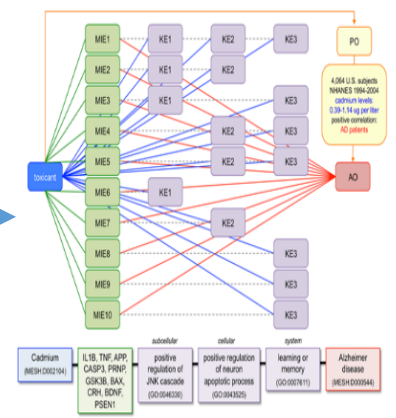 MIE1 KE1 KE2 KE3 PO
MIE2 KE1 KE2
MIE3 KE1 KE3
4,064 U.S. subjects
NHANES 1994-2004
cadmium levels:
0.39-1.14 ug per liter
positive correlation:
AD patients
MIE4 KE2 KE3
MIE5 KE2 KE3
toxicant AO
MIE6 KE1
MIE7 KE2
MIE8 KE3
MIE9 KE3
MIE10 KE3
subcellular cellular system
Cadmium
(MESH:D002104)
IL1B, TNF, APP,
CASP3, PRNP,
GSK3B, BAX,
CRH, BDNF,
PSEN1
positive
regulation of
JNK cascade
(GO:0046330)
positive regulation
of neuron
apoptotic process
(GO:0043525)
learning or
memory
(GO:0007611)
Alzheimer
disease
(MESH:D000544)